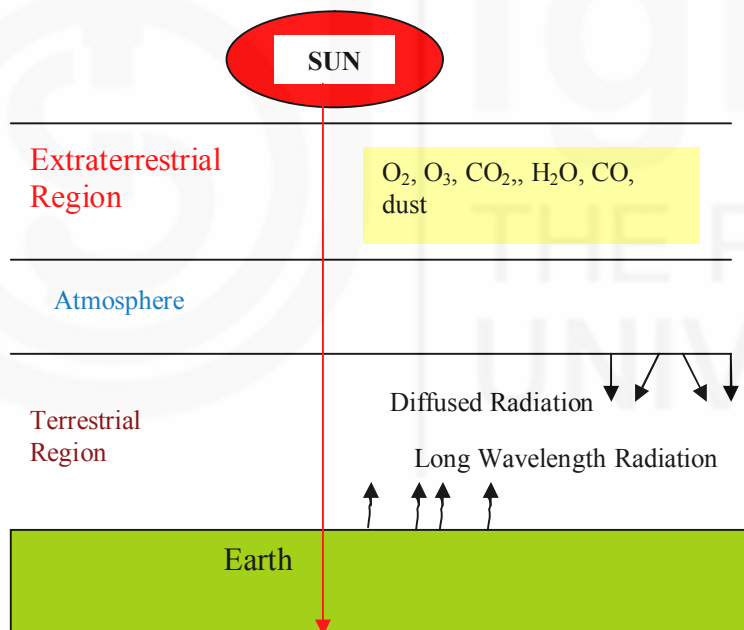 SUN
Extraterrestrial
Region
O₂, O₃, CO₂,, H₂O, CO,
dust
Atmosphere
Diffused Radiation
Terrestrial
Region
Long Wavelength Radiation
Earth